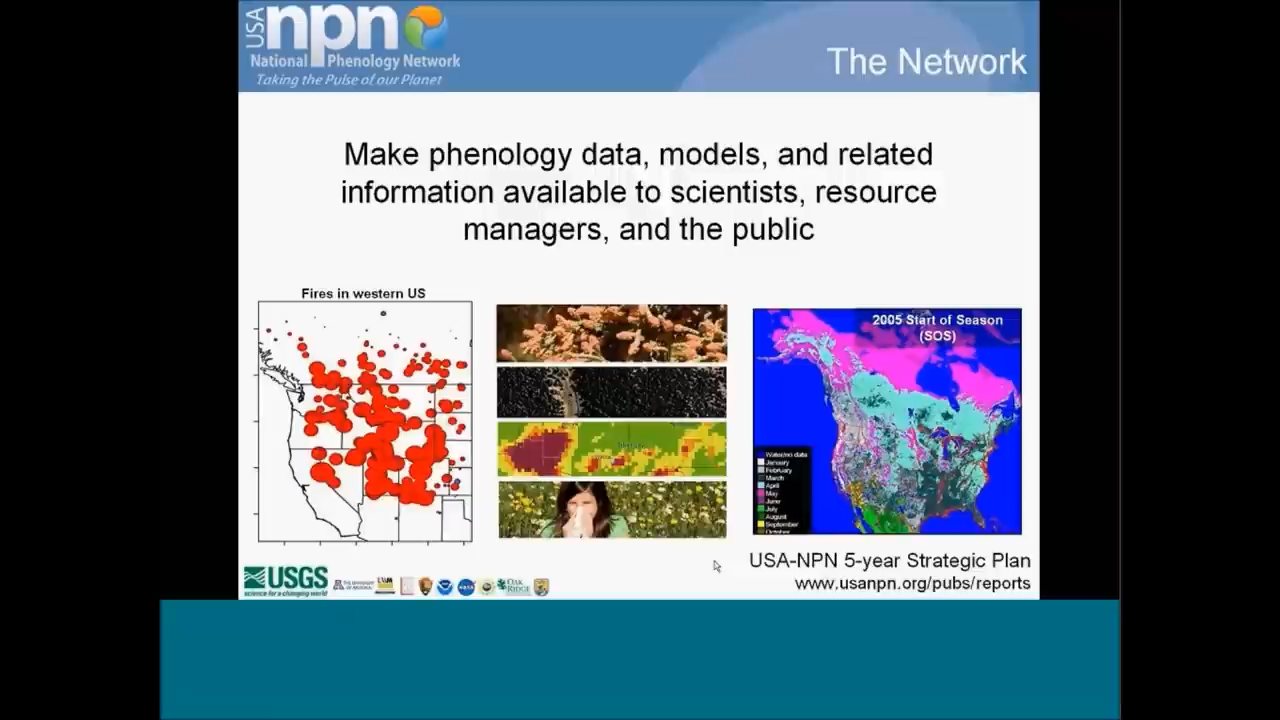 USA npn
National Phenology Network
Taking the Pulse of our Planet
The Network
Make phenology data, models, and related
information available to scientists, resource
managers, and the public
Fires in western US
2005 Start of Season
(SOS)
Water/no data
January
February
March
April
May
June
July
August
September
October
USA-NPN 5-year Strategic Plan
www.usanpn.org/pubs/reports
USGS
science for a changing world
OAK
RIDGE